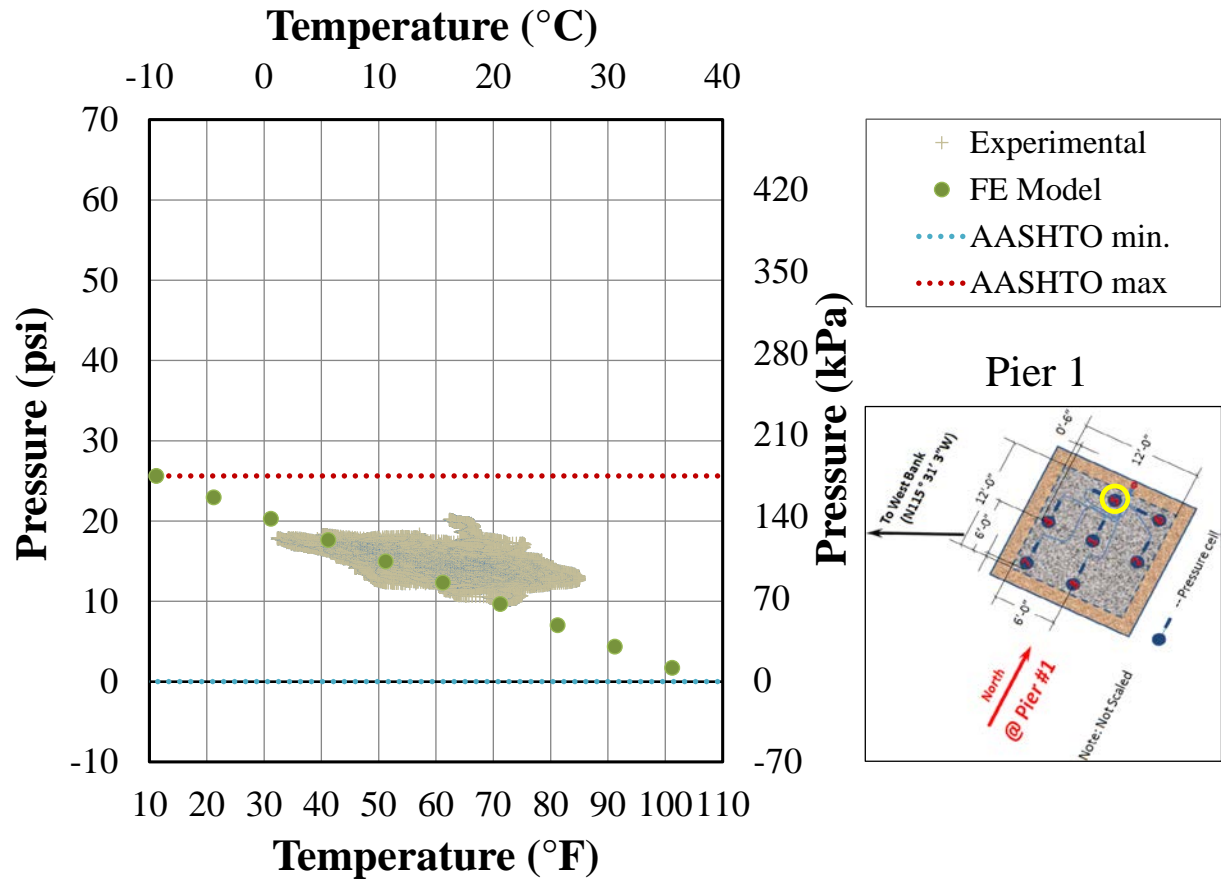 Temperature (°C)
-10 0 10 20 30 40
70
60
50
40
30
20
10
0
-10
Pressure (psi)
10 20 30 40 50 60 70 80 90 100 110
Temperature (°F)
420
350
280
210
140
70
0
-70
Pressure (kPa)
Experimental
FE Model
AASHTO min.
AASHTO max
Pier 1
To West Bank
(N115° 31' 3"W)
0'-6"
12'-0"
12'-0"
6'-0"
6'-0"
-- Pressure cell
North
@ Pier #1
Note: Not Scaled